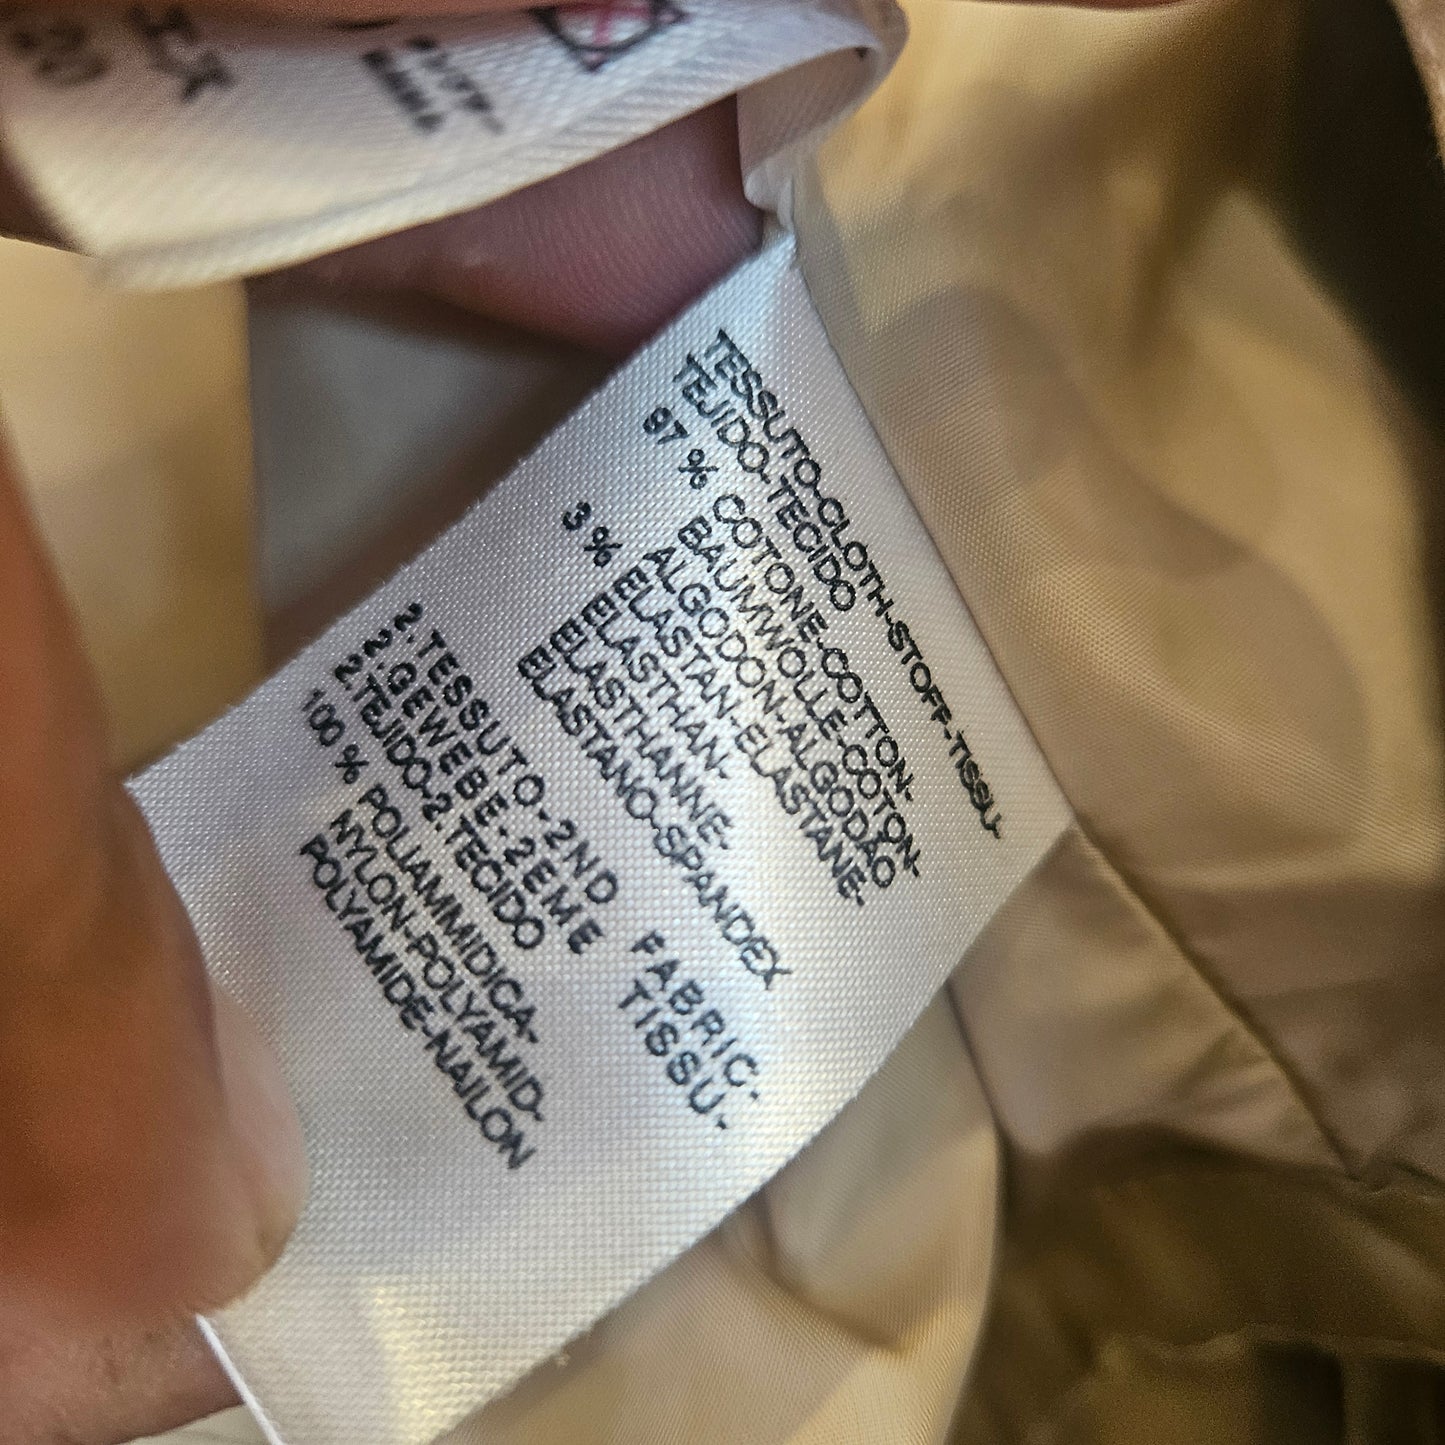 TESSUTO-CLOTH-STOFF-TISSU-
TEJIDO-TECIDO
97 % COTONE-COTTON-
BAUMWOLLE-COTON-
ALGODON-ALGODAO
3 % ELASTAN-ELASTANE-
ELASTHAN-
ELASTHANNE-
ELASTANO-SPANDEX
2.TESSUTO-2ND FABRIC-
2.GEWEBE-2EME TISSU-
2.TEJIDO-2.TECIDO
100 % POLIAMMIDICA-
NYLON-POLYAMID-
POLYAMIDE-NAILON